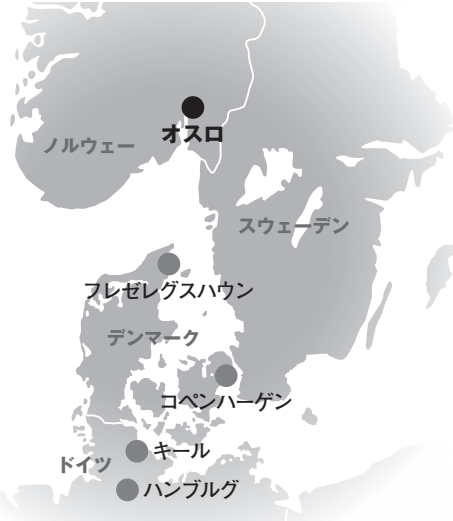 オスロ
ノルウェー
スウェーデン
フレゼレグスハウン
デンマーク
コペンハーゲン
キール
ドイツ
ハンブルグ